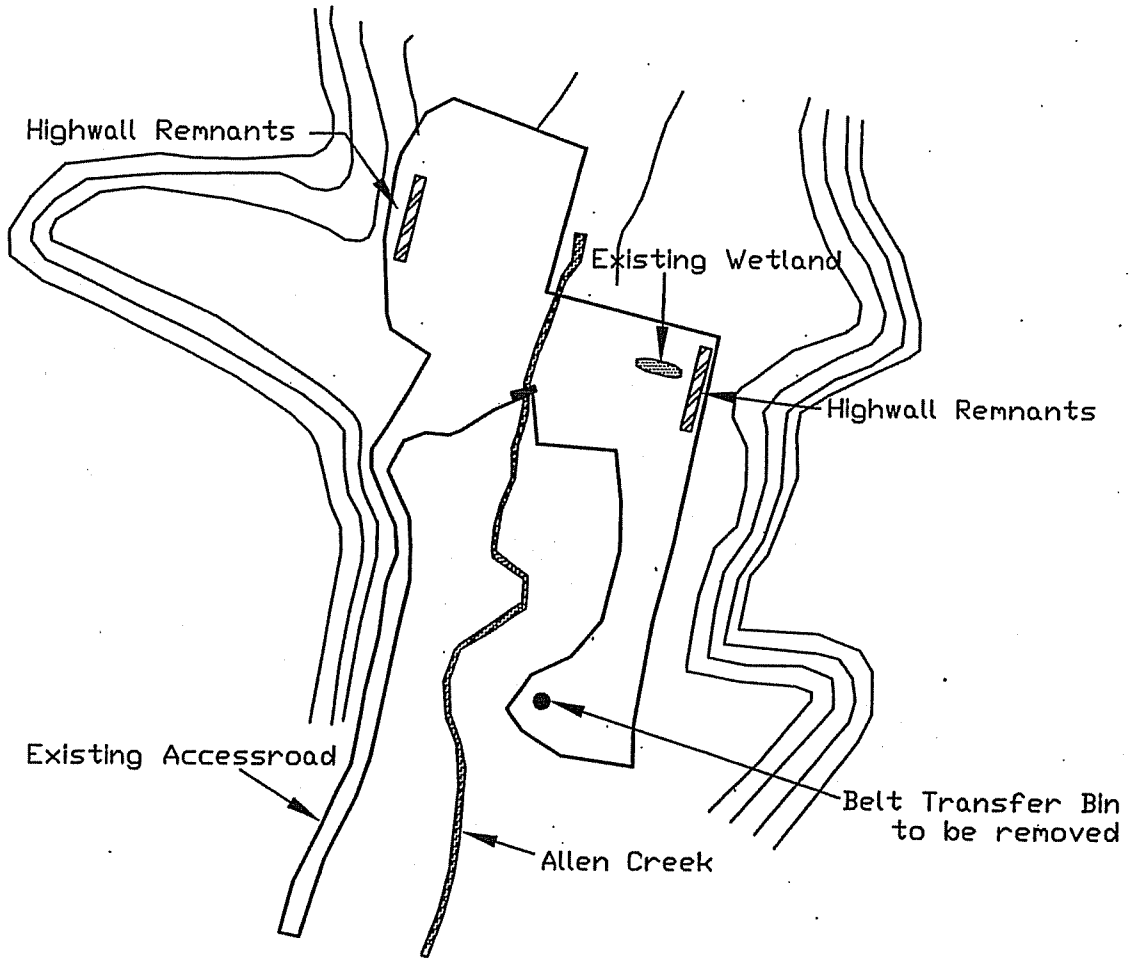 Highwall Remnants
Existing Wetland
Highwall Remnants
Existing Accessroad
Belt Transfer Bin
to be removed
Allen Creek